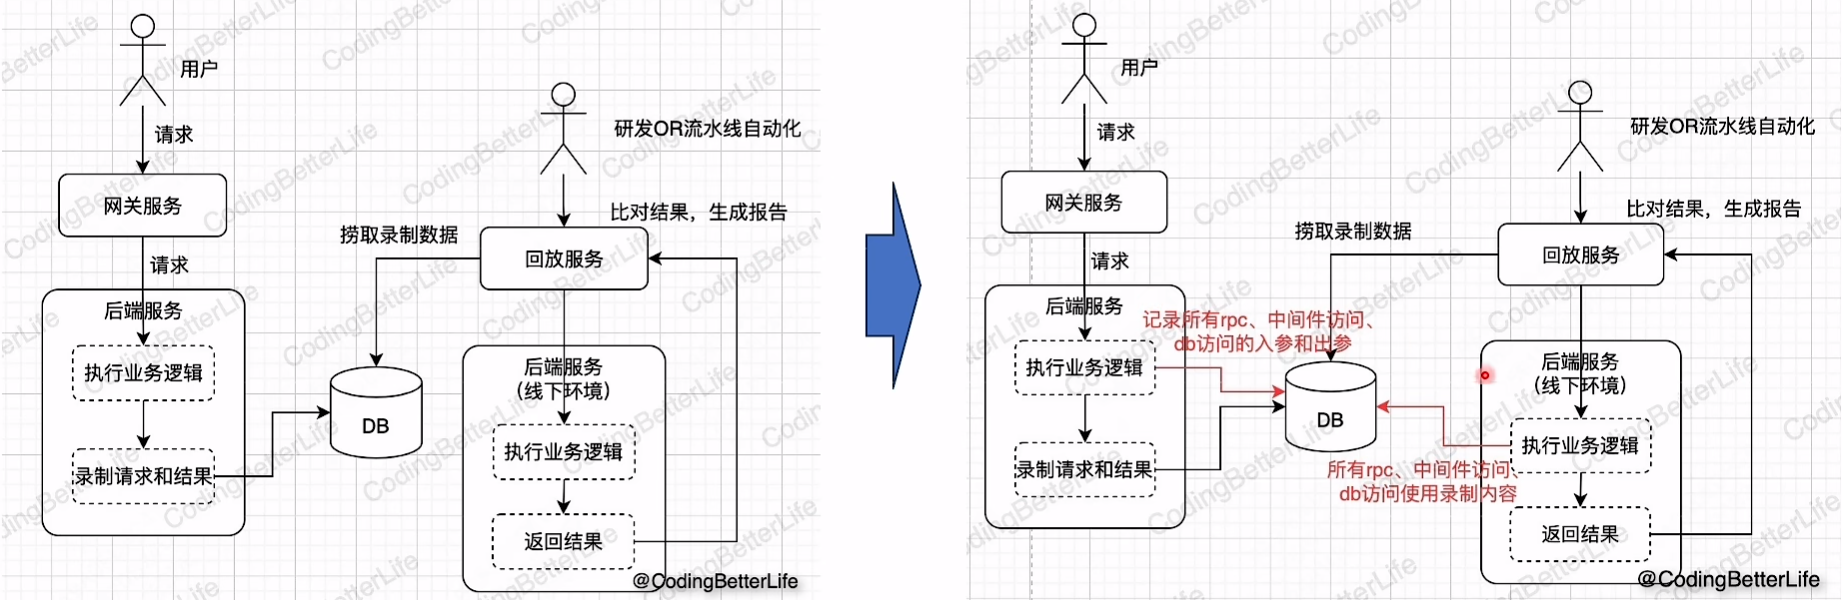 用户
请求
网关服务
请求
后端服务
执行业务逻辑
录制请求和结果
捞取录制数据
DB
研发OR流水线自动化
比对结果，生成报告
回放服务
后端服务
（线下环境）
执行业务逻辑
返回结果
@CodingBetterLife
用户
请求
网关服务
请求
后端服务
记录所有rpc、中间件访问、
db访问的入参和出参
执行业务逻辑
录制请求和结果
捞取录制数据
DB
所有rpc、中间件访问、
db访问使用录制内容
研发OR流水线自动化
比对结果，生成报告
回放服务
后端服务
（线下环境）
执行业务逻辑
返回结果
@CodingBetterLife
CodingBetterLife